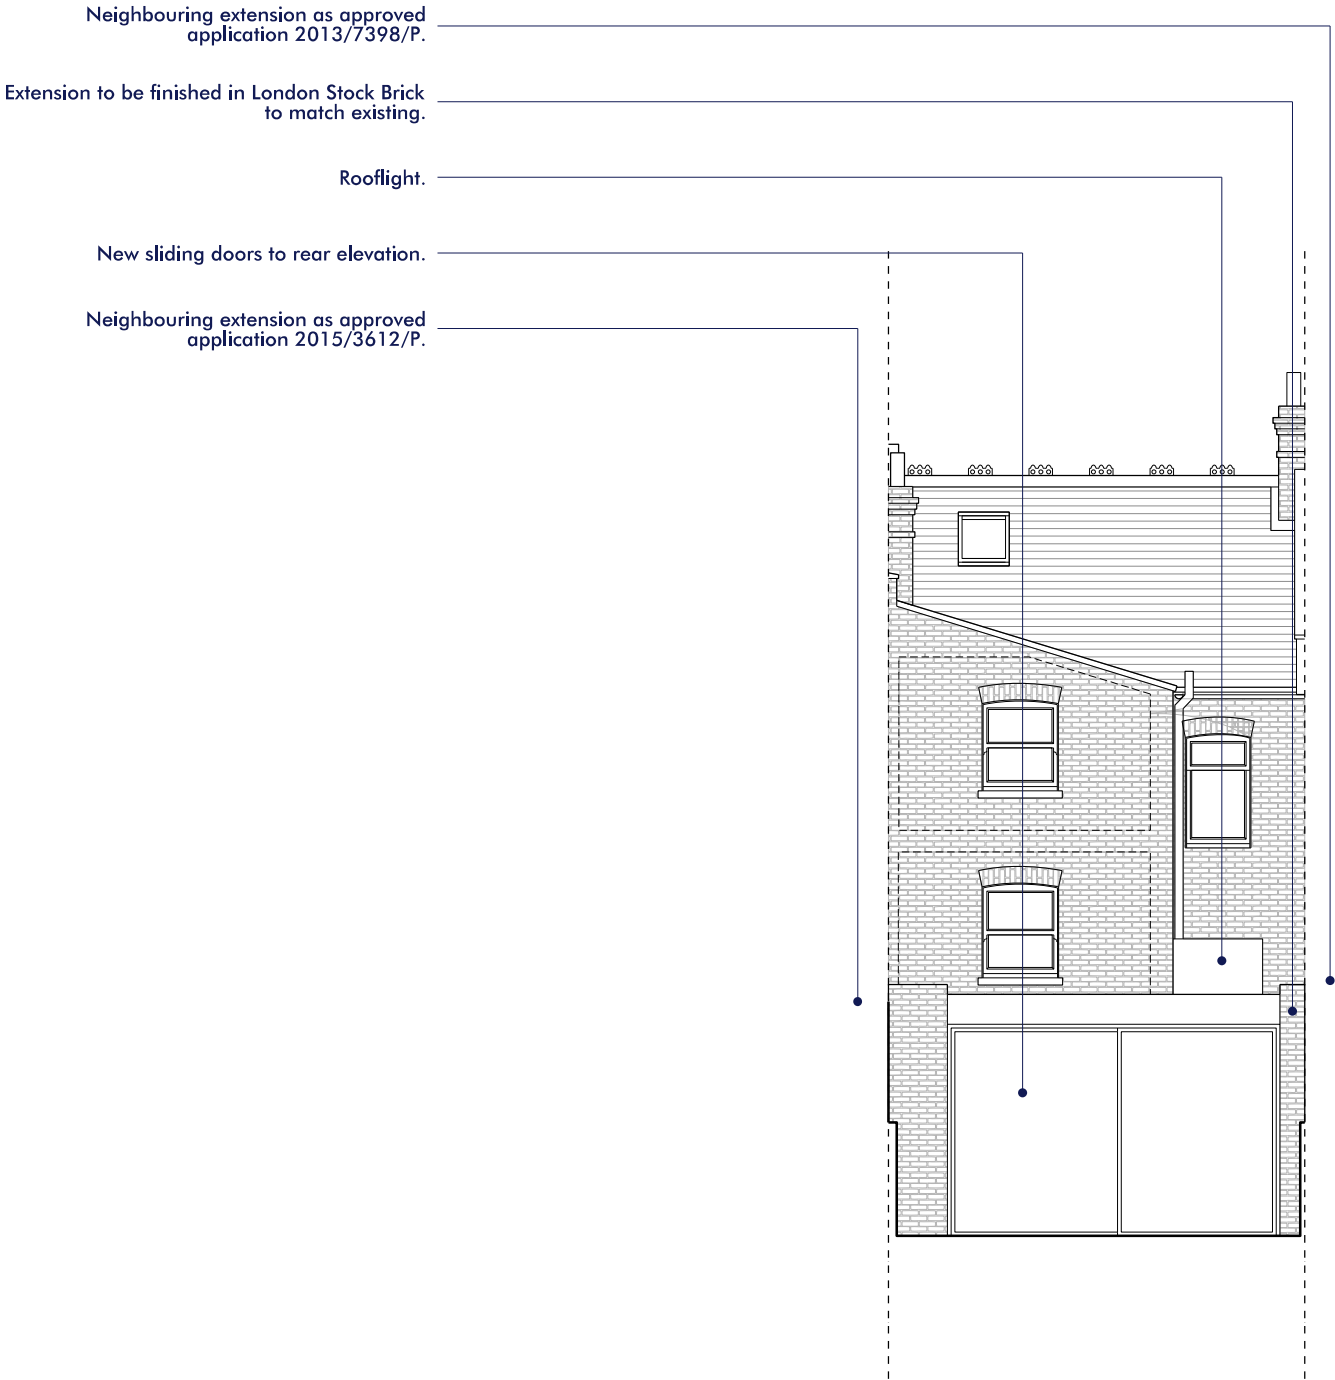 Neighbouring extension as approved
application 2013/7398/P.
Extension to be finished in London Stock Brick
to match existing.
Rooflight.
New sliding doors to rear elevation.
Neighbouring extension as approved
application 2015/3612/P.